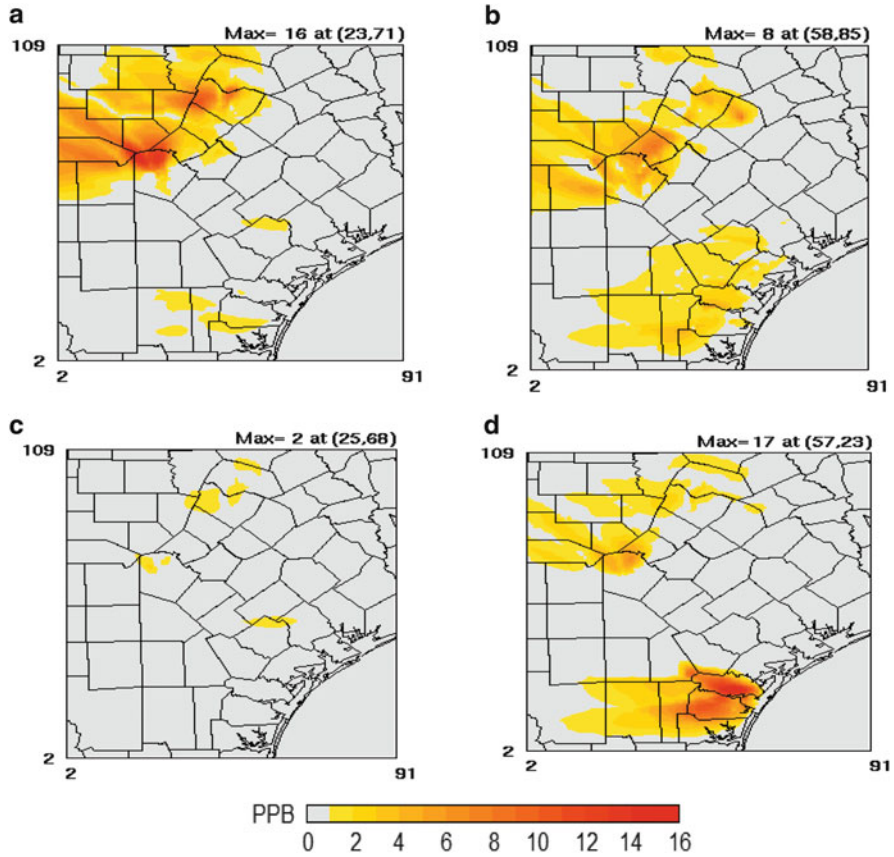 a
Max= 16 at (23,71)
109
2
2
91
b
Max= 8 at (58,85)
109
2
2
91
c
Max= 2 at (25,68)
109
2
2
91
d
Max= 17 at (57,23)
109
2
2
91
PPB
0 2 4 6 8 10 12 14 16